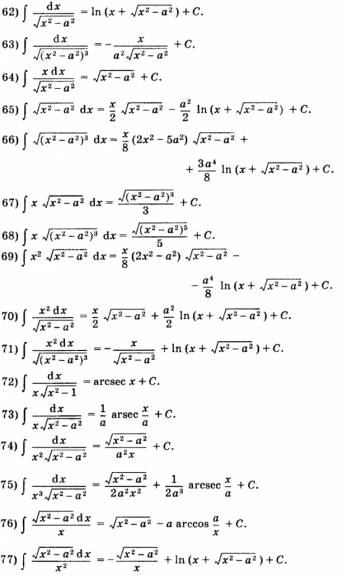 62) ∫ dx/√(x² – a²) = ln (x + √(x² – a²)) + C.
63) ∫ dx/√((x² – a²)³) = – x/(a²√(x² – a²)) + C.
64) ∫ x dx/√(x² – a²) = √(x² – a²) + C.
65) ∫ √(x² – a²) dx = x/2 √(x² – a²) – a²/2 ln (x + √(x² – a²)) + C.
66) ∫ √((x² – a²)³) dx = x/8 (2x² – 5a²) √(x² – a²) +
+ 3a⁴/8 ln (x + √(x² – a²)) + C.
67) ∫ x √(x² – a²) dx = √((x² – a²)³)/3 + C.
68) ∫ x √((x² – a²)³) dx = √((x² – a²)⁵)/5 + C.
69) ∫ x² √(x² – a²) dx = x/8 (2x² – a²) √(x² – a²) –
– a⁴/8 ln (x + √(x² – a²)) + C.
70) ∫ x² dx/√(x² – a²) = x/2 √(x² – a²) + a²/2 ln (x + √(x² – a²)) + C.
71) ∫ x² dx/√((x² – a²)³) = – x/√(x² – a²) + ln (x + √(x² – a²)) + C.
72) ∫ dx/(x√(x² – 1)) = arcsec x + C.
73) ∫ dx/(x√(x² – a²)) = 1/a arsec x/a + C.
74) ∫ dx/(x²√(x² – a²)) = √(x² – a²)/(a²x) + C.
75) ∫ dx/(x³√(x² – a²)) = √(x² – a²)/(2a²x²) + 1/(2a³) arcsec x/a + C.
76) ∫ √(x² – a²) dx/x = √(x² – a²) – a arccos a/x + C.
77) ∫ √(x² – a²) dx/x² = – √(x² – a²)/x + ln (x + √(x² – a²)) + C.